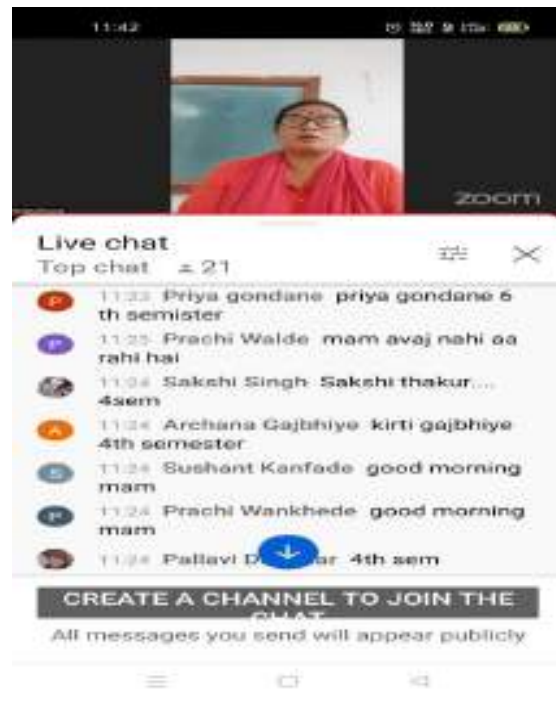 11:42
zoom
Live chat
Top chat 21
11:23 Priya gondane priya gondane 6
th semister
11:25 Prachi Walde mam avaj nahi aa
rahi hai
11:24 Sakshi Singh Sakshi thakur....
4sem
11:24 Archana Gajbhiye kirti gajbhiye
4th semester
11:24 Sushant Kanfade good morning
mam
11:24 Prachi Wankhede good morning
mam
11:24 Pallavi 4th sem
CREATE A CHANNEL TO JOIN THE
CHAT
All messages you send will appear publicly